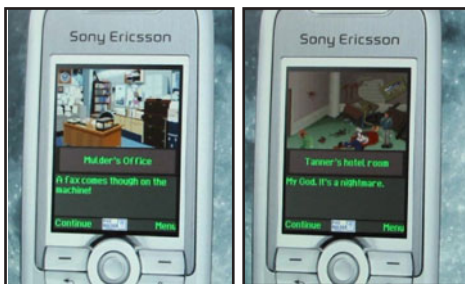 Sony Ericsson
Mulder's Office
A fax comes though on the
machine!
Continue
Menu
Sony Ericsson
Tanner's hotel room
My God. It's a nightmare.
Continue
Menu